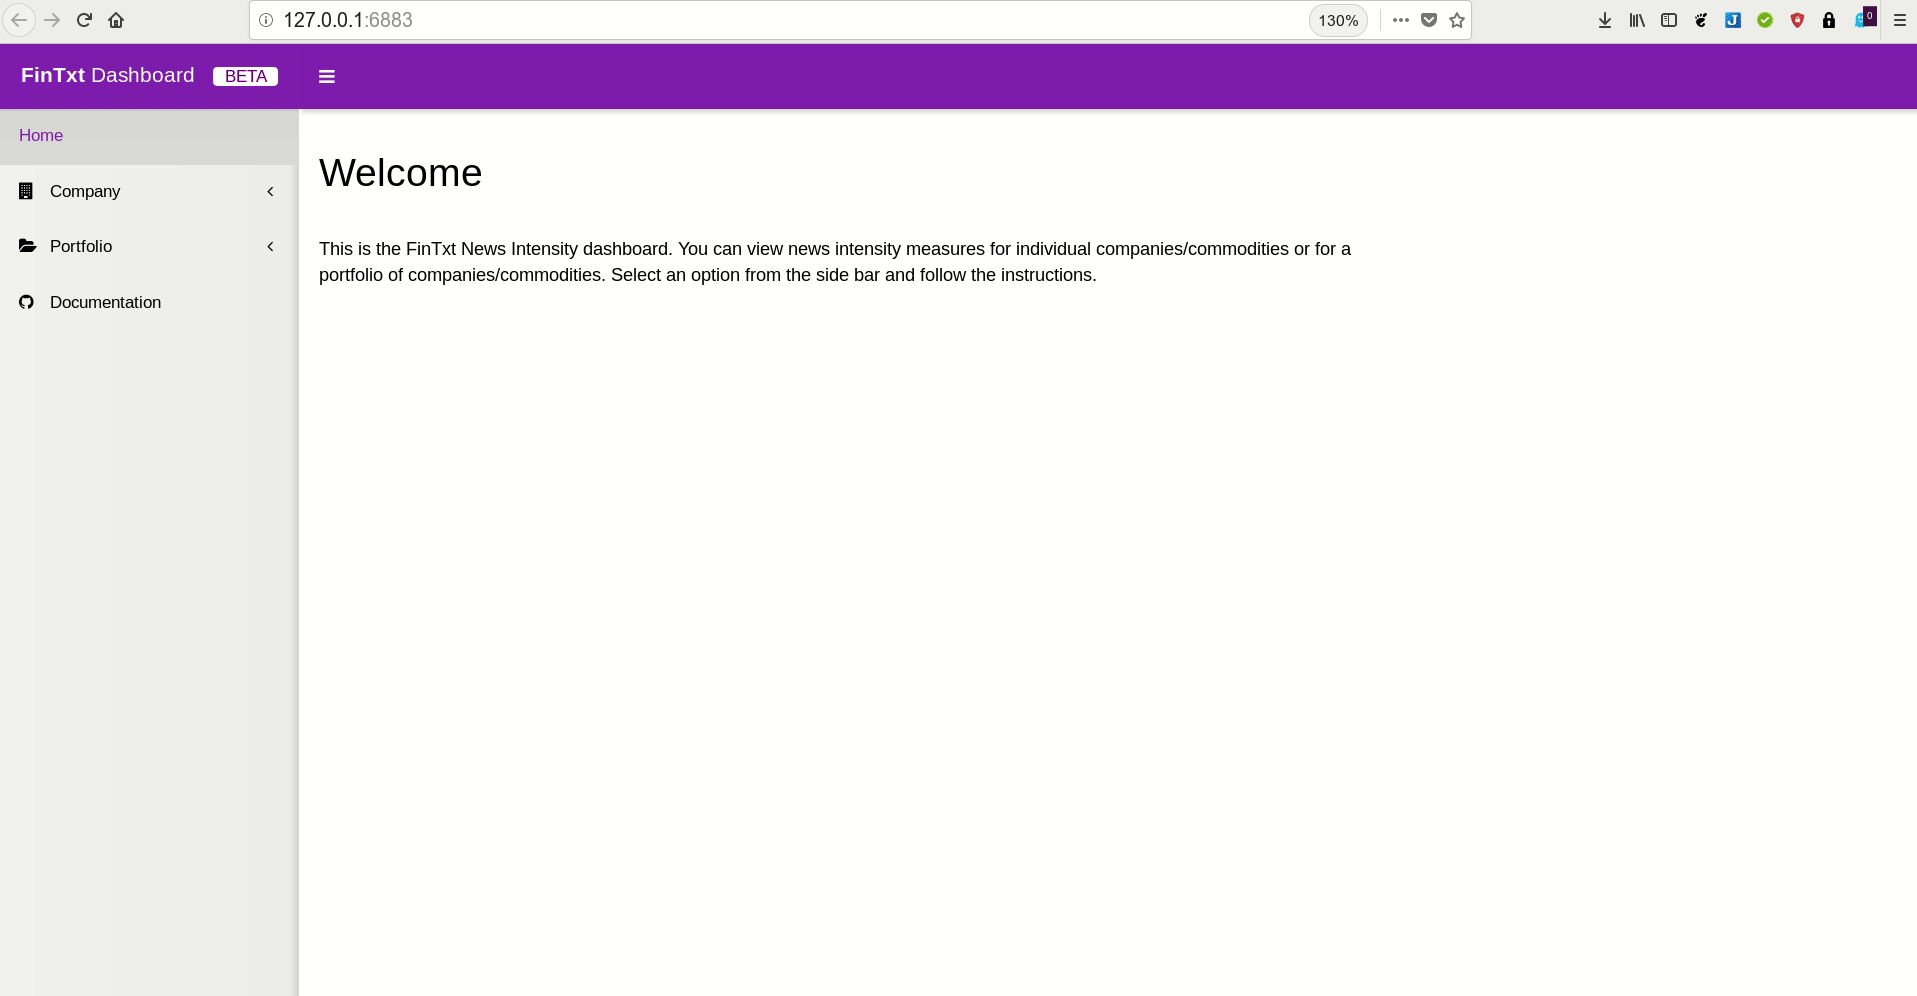 127.0.0.1:6883
130%
0
FinTxt Dashboard BETA
Home
Company
Portfolio
Documentation
Welcome
This is the FinTxt News Intensity dashboard. You can view news intensity measures for individual companies/commodities or for a
portfolio of companies/commodities. Select an option from the side bar and follow the instructions.